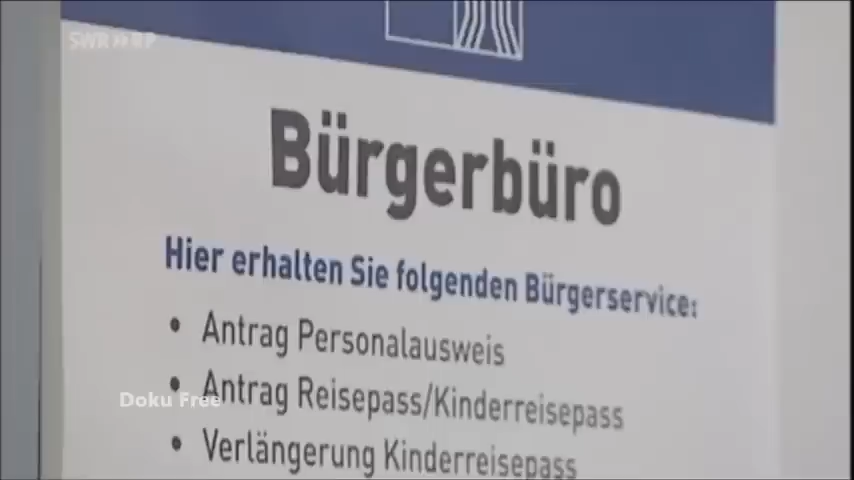 SWR»RP
Bürgerbüro
Hier erhalten Sie folgenden Bürgerservice:
• Antrag Personalausweis
• Antrag Reisepass/Kinderreisepass
Doku Free
• Verlängerung Kinderreisepass